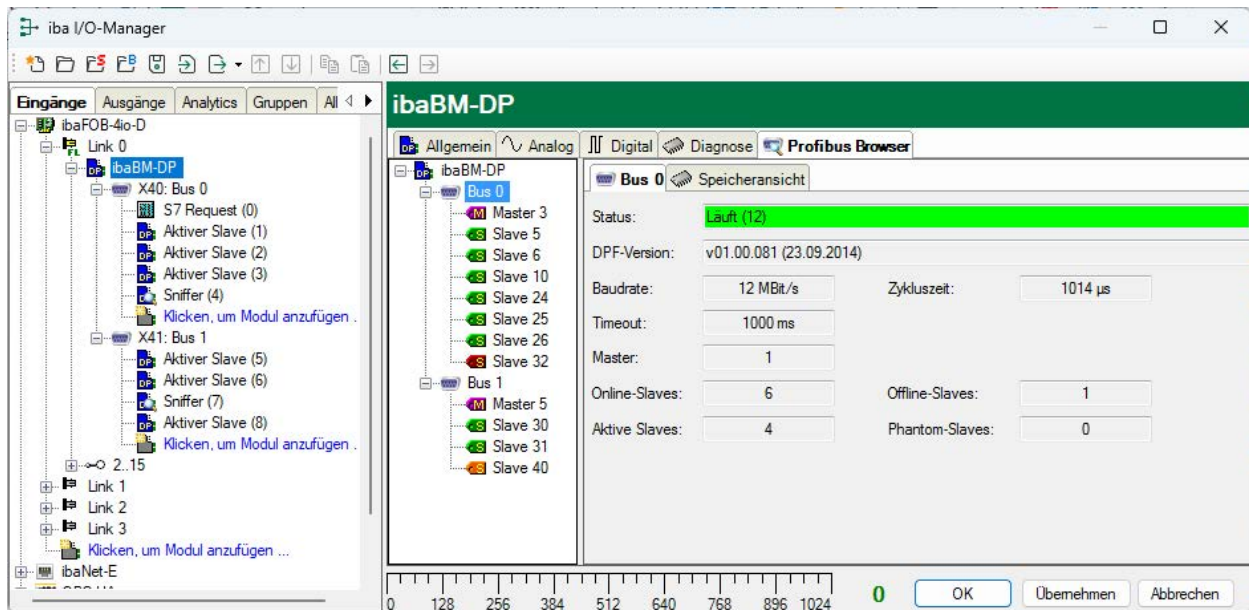 iba I/O-Manager
Eingänge Ausgänge Analytics Gruppen All
ibaFOB-4io-D
Link 0
ibaBM-DP
X40: Bus 0
S7 Request (0)
Aktiver Slave (1)
Aktiver Slave (2)
Aktiver Slave (3)
Sniffer (4)
Klicken, um Modul anzufügen .
X41: Bus 1
Aktiver Slave (5)
Aktiver Slave (6)
Sniffer (7)
Aktiver Slave (8)
Klicken, um Modul anzufügen .
2..15
Link 1
Link 2
Link 3
Klicken, um Modul anzufügen ...
ibaNet-E
ibaBM-DP
Allgemein Analog Digital Diagnose Profibus Browser
ibaBM-DP
Bus 0
Master 3
Slave 5
Slave 6
Slave 10
Slave 24
Slave 25
Slave 26
Slave 32
Bus 1
Master 5
Slave 30
Slave 31
Slave 40
Bus 0 Speicheransicht
Status: Läuft (12)
DPF-Version: v01.00.081 (23.09.2014)
Baudrate: 12 MBit/s Zykluszeit: 1014 µs
Timeout: 1000 ms
Master: 1
Online-Slaves: 6 Offline-Slaves: 1
Aktive Slaves: 4 Phantom-Slaves: 0
0 128 256 384 512 640 768 896 1024
0 OK Übernehmen Abbrechen